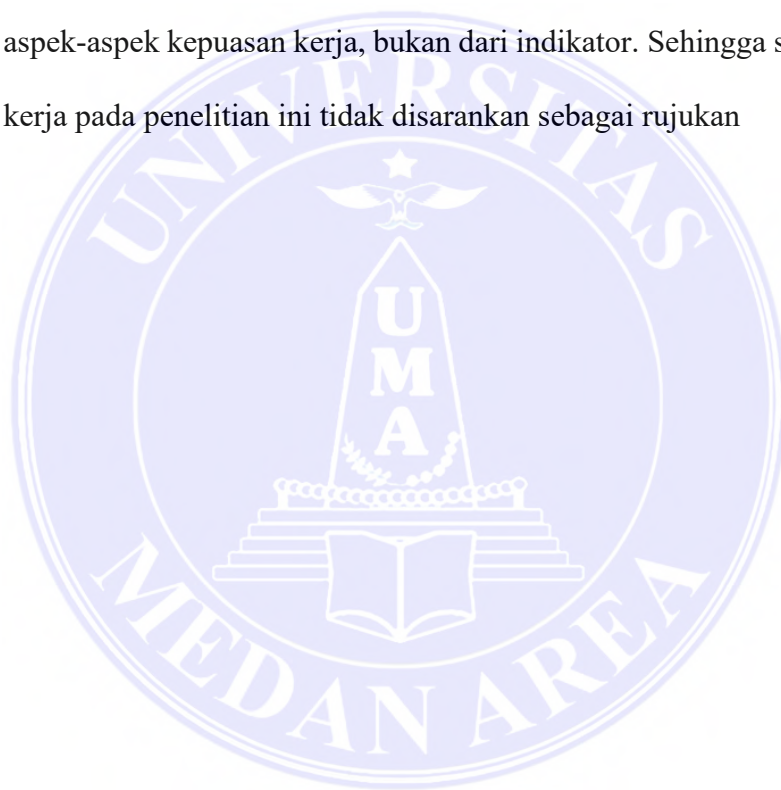 aspek-aspek kepuasan kerja, bukan dari indikator. Sehingga s
kerja pada penelitian ini tidak disarankan sebagai rujukan
UNIVERSITAS
UMA
MEDAN AREA